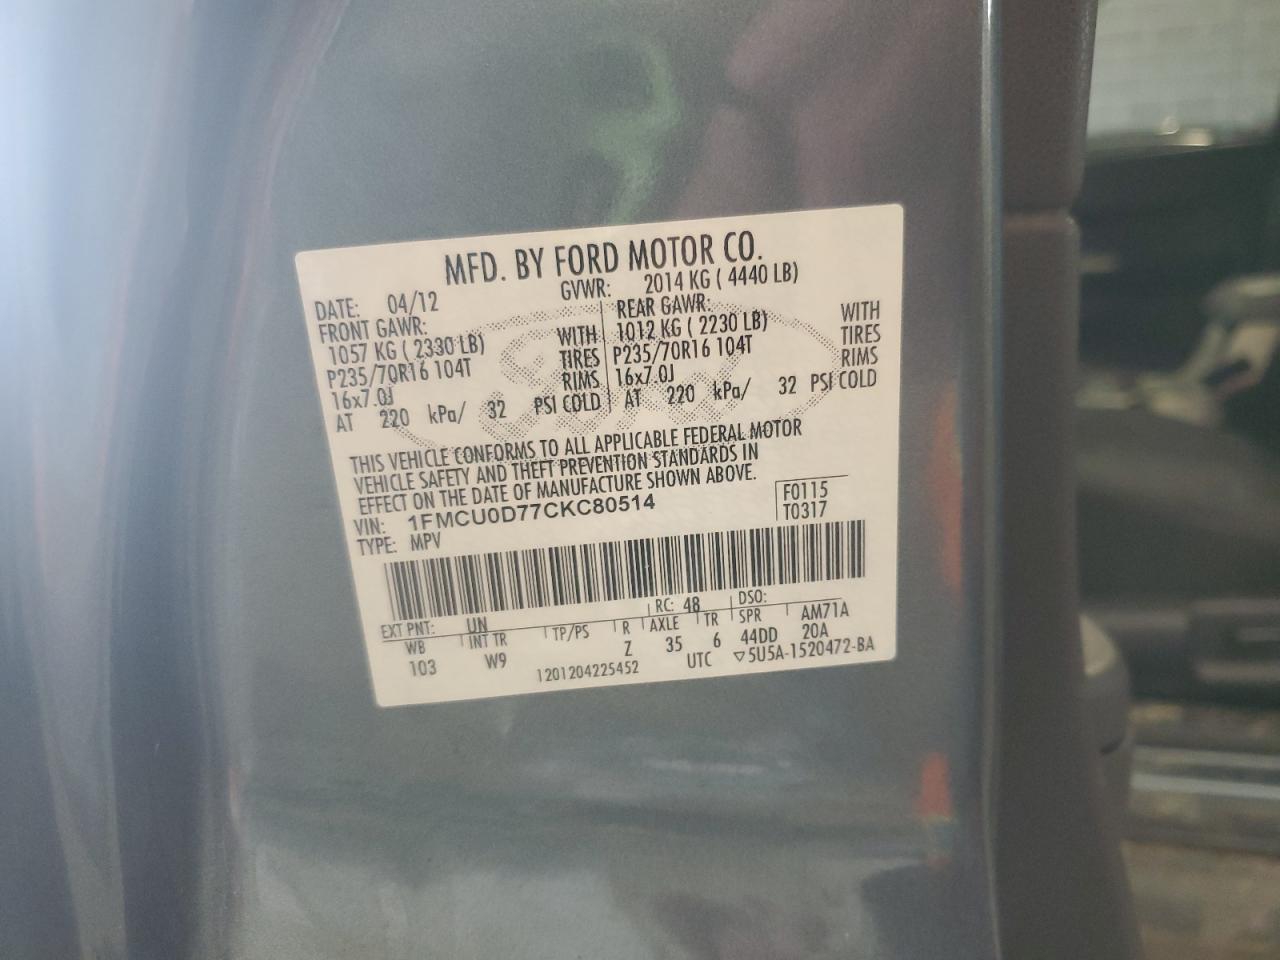 MFD. BY FORD MOTOR CO.
DATE: 04/12 GVWR: 2014 KG ( 4440 LB)
FRONT GAWR: REAR GAWR:
1057 KG ( 2330 LB) WITH 1012 KG ( 2230 LB) WITH
P235/70R16 104T TIRES P235/70R16 104T TIRES
16x7.0J RIMS 16x7.0J RIMS
AT 220 kPa/ 32 PSI COLD AT 220 kPa/ 32 PSI COLD
THIS VEHICLE CONFORMS TO ALL APPLICABLE FEDERAL MOTOR
VEHICLE SAFETY AND THEFT PREVENTION STANDARDS IN
EFFECT ON THE DATE OF MANUFACTURE SHOWN ABOVE.
VIN: 1FMCU0D77CKC80514 F0115
TYPE: MPV T0317
EXT PNT: UN RC: 48 DSO:
WB INT TR TP/PS R AXLE TR SPR AM71A
103 W9 Z 35 6 44DD 20A
1201204225452 UTC ▽5U5A-1520472-BA